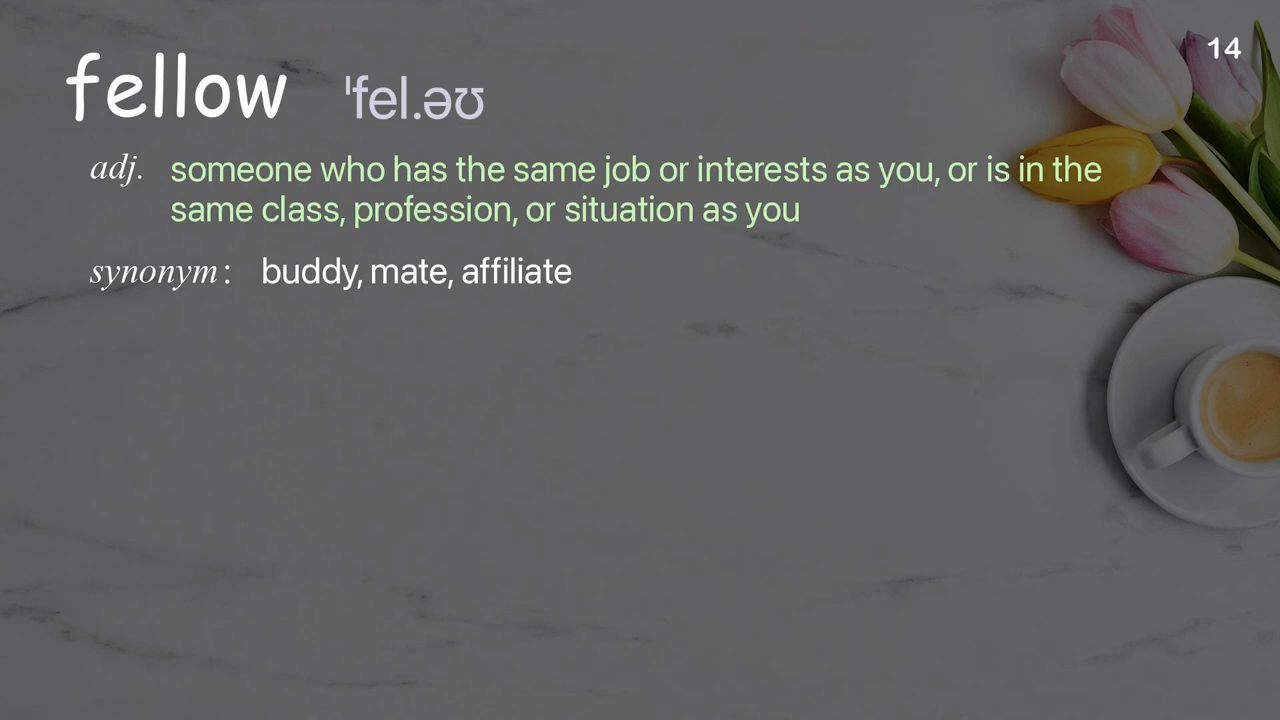 14
fellow ˈfel.əʊ
adj. someone who has the same job or interests as you, or is in the
same class, profession, or situation as you
synonym: buddy, mate, affiliate